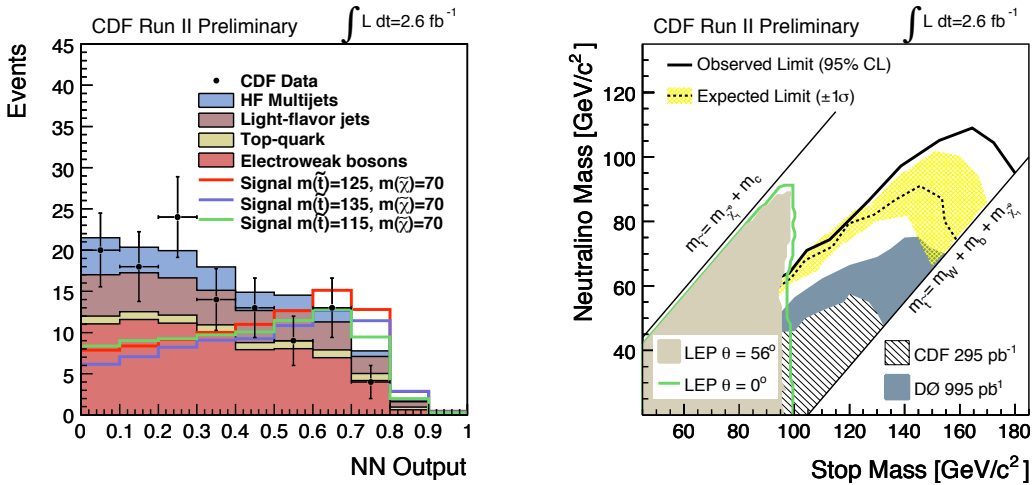 CDF Run II Preliminary
∫ L dt=2.6 fb⁻¹
Events
45
40
35
30
25
20
15
10
5
0
CDF Data
HF Multijets
Light-flavor jets
Top-quark
Electroweak bosons
Signal m(t̃)=125, m(χ̃)=70
Signal m(t̃)=135, m(χ̃)=70
Signal m(t̃)=115, m(χ̃)=70
0 0.1 0.2 0.3 0.4 0.5 0.6 0.7 0.8 0.9 1
NN Output
CDF Run II Preliminary
∫ L dt=2.6 fb⁻¹
Neutralino Mass [GeV/c²]
120
100
80
60
40
Observed Limit (95% CL)
Expected Limit (±1σ)
m_t̃ = m_χ̃₁⁰ + m_c
m_t̃ = m_W + m_b + m_χ̃₁⁰
LEP θ = 56°
LEP θ = 0°
CDF 295 pb⁻¹
DØ 995 pb⁻¹
60 80 100 120 140 160 180
Stop Mass [GeV/c²]